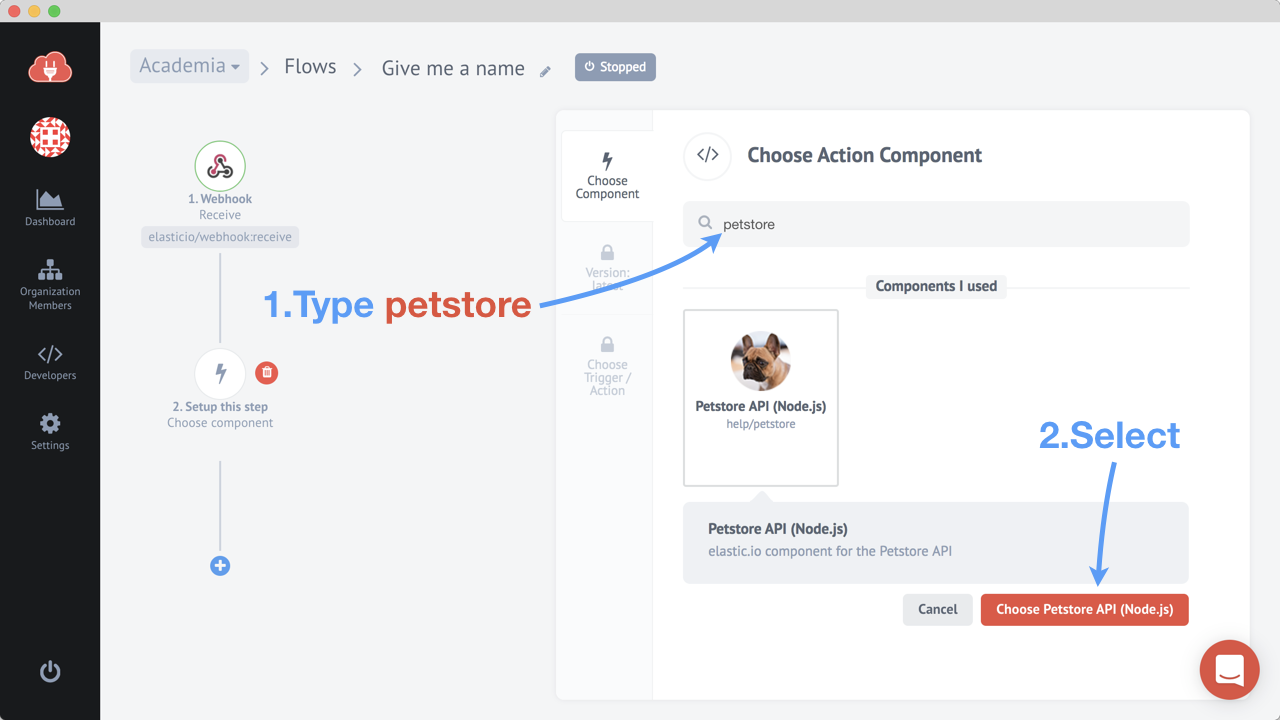 Academia
Flows
Give me a name
Stopped
Dashboard
Organization
Members
Developers
Settings
1. Webhook
Receive
elasticio/webhook:receive
2. Setup this step
Choose component
Choose
Component
Version:
latest
Choose
Trigger /
Action
Choose Action Component
petstore
1.Type petstore
Components I used
Petstore API (Node.js)
help/petstore
2.Select
Petstore API (Node.js)
elastic.io component for the Petstore API
Cancel
Choose Petstore API (Node.js)